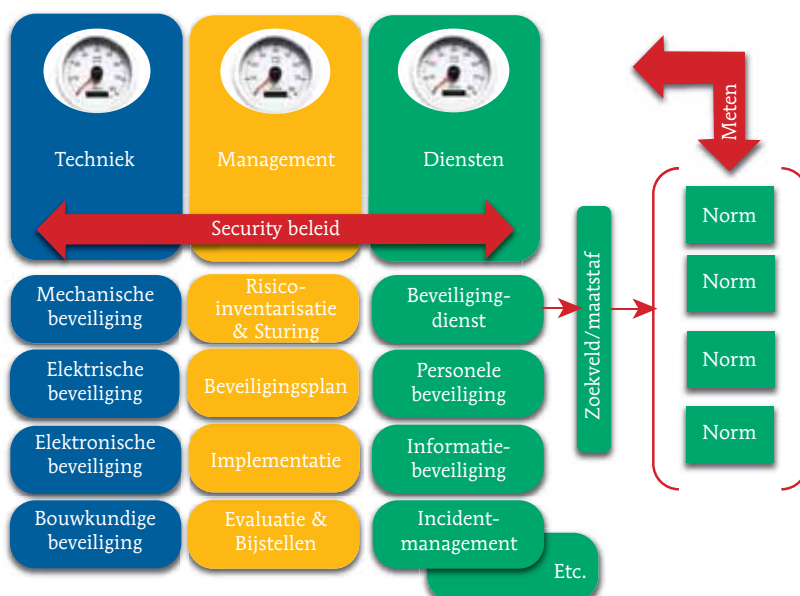 Techniek
Management
Diensten
Meten
Security beleid
Mechanische
beveiliging
Risico-
inventarisatie
& Sturing
Beveiliging-
dienst
Elektrische
beveiliging
Beveiligingsplan
Personele
beveiliging
Elektronische
beveiliging
Implementatie
Informatie-
beveiliging
Bouwkundige
beveiliging
Evaluatie &
Bijstellen
Incident-
management
Etc.
Zoekveld/maatstaf
Norm
Norm
Norm
Norm